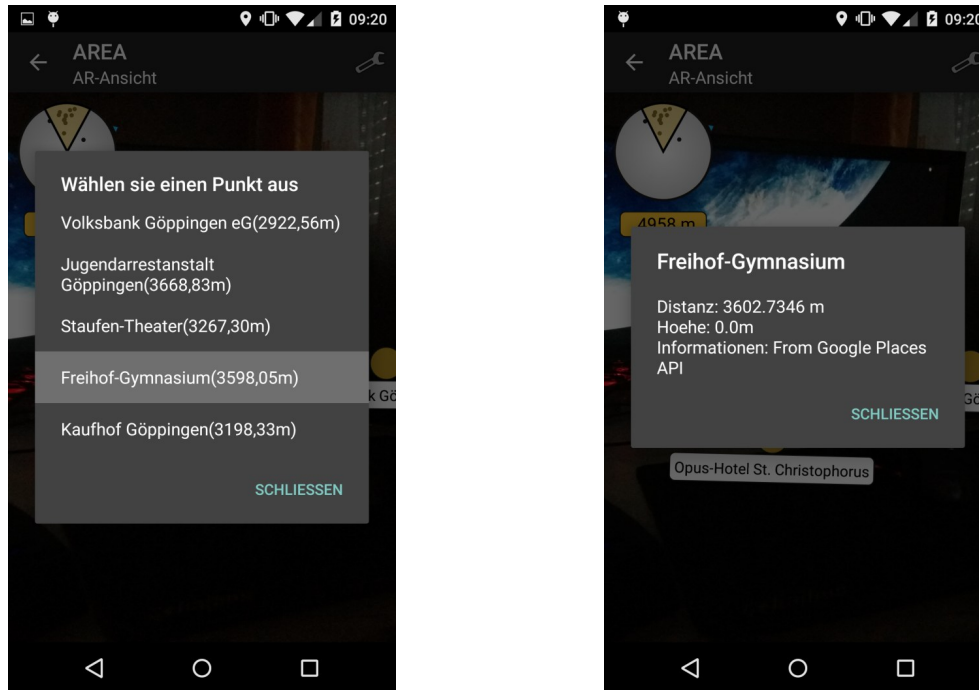 09:20
AREA
AR-Ansicht
Wählen sie einen Punkt aus
Volksbank Göppingen eG(2922,56m)
Jugendarrestanstalt
Göppingen(3668,83m)
Staufen-Theater(3267,30m)
Freihof-Gymnasium(3598,05m)
k Gö
Kaufhof Göppingen(3198,33m)
SCHLIESSEN
09:20
AREA
AR-Ansicht
4958 m
Freihof-Gymnasium
Distanz: 3602.7346 m
Hoehe: 0.0m
Informationen: From Google Places
API
Gö
SCHLIESSEN
Opus-Hotel St. Christophorus